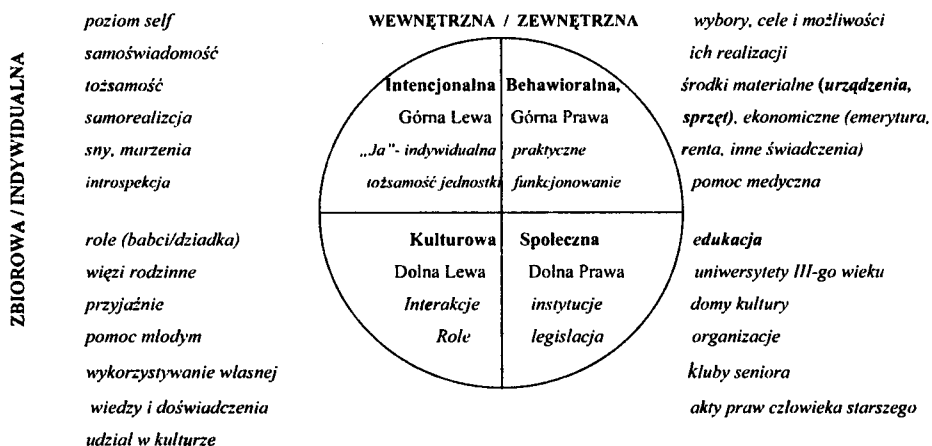 WEWNĘTRZNA / ZEWNĘTRZNA
ZBIOROWA / INDYWIDUALNA
poziom self
samoświadomość
tożsamość
samorealizcja
sny, marzenia
introspekcja
Intencjonalna
Górna Lewa
„Ja”- indywidualna
tożsamość jednostki
Behawioralna,
Górna Prawa
praktyczne
funkcjonowanie
wybory, cele i możliwości
ich realizacji
środki materialne (urządzenia,
sprzęt), ekonomiczne (emerytura,
renta, inne świadczenia)
pomoc medyczna
role (babci/dziadka)
więzi rodzinne
przyjaźnie
pomoc młodym
wykorzystywanie własnej
wiedzy i doświadczenia
udział w kulturze
Kulturowa
Dolna Lewa
Interakcje
Role
Społeczna
Dolna Prawa
instytucje
legislacja
edukacja
uniwersytety III-go wieku
domy kultury
organizacje
kluby seniora
akty praw człowieka starszego